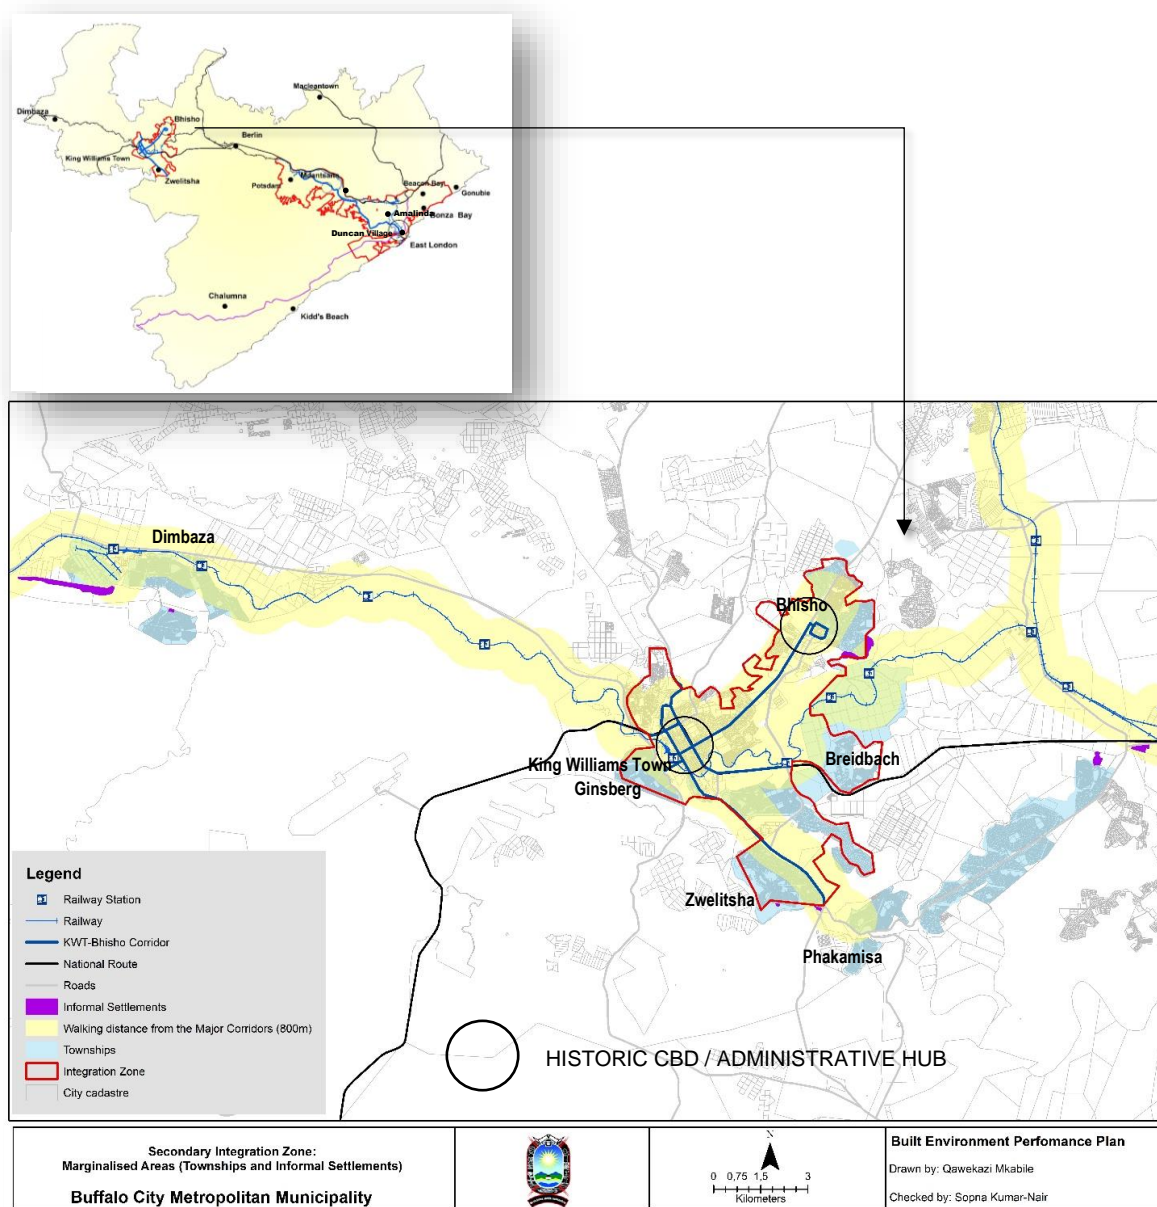 Macleantown
Dimbaza
Bhisho
Berlin
King Williams Town
Zwelitsha
Potsdam
Mdantsane
Beacon Bay
Gonubie
Amalinda
Bonza Bay
Duncan Village
East London
Chalumna
Kidd's Beach
Dimbaza
Bhisho
King Williams Town
Ginsberg
Breidbach
Zwelitsha
Phakamisa
Legend
Railway Station
Railway
KWT-Bhisho Corridor
National Route
Roads
Informal Settlements
Walking distance from the Major Corridors (800m)
Townships
Integration Zone
City cadastre
HISTORIC CBD / ADMINISTRATIVE HUB
Secondary Integration Zone:
Marginalised Areas (Townships and Informal Settlements)
Buffalo City Metropolitan Municipality
N
0 0,75 1,5 3
Kilometers
Built Environment Perfomance Plan
Drawn by: Qawekazi Mkabile
Checked by: Sopna Kumar-Nair